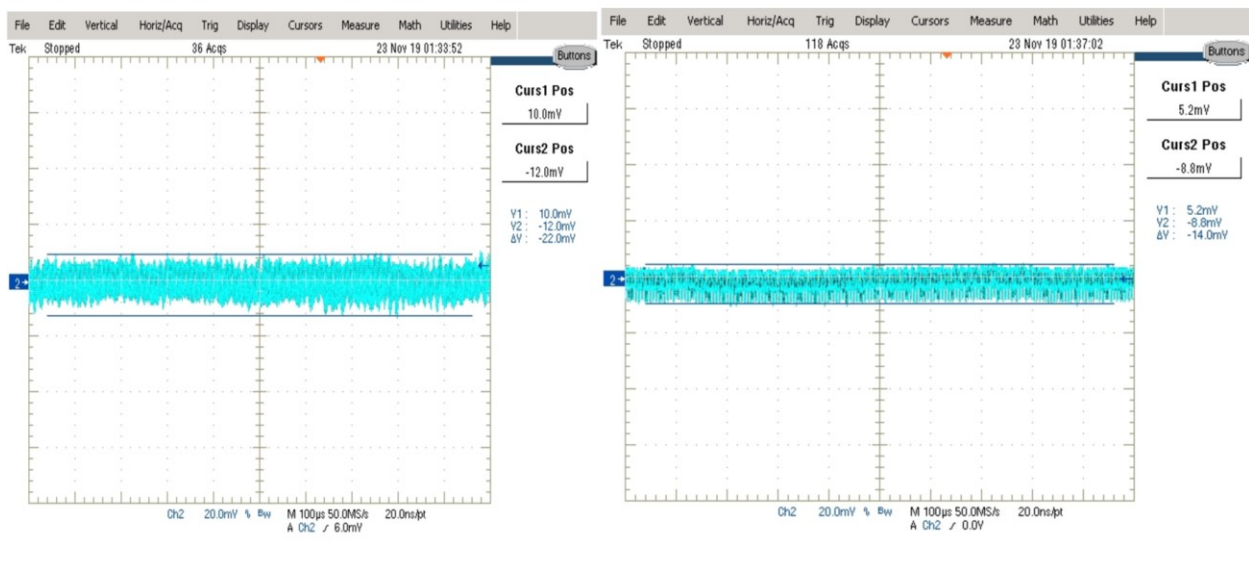 File Edit Vertical Horiz/Acq Trig Display Cursors Measure Math Utilities Help
Tek Stopped 36 Acqs 23 Nov 19 01:33:52
Buttons
Curs1 Pos
10.0mV
Curs2 Pos
-12.0mV
V1 : 10.0mV
V2 : -12.0mV
ΔV : -22.0mV
2
Ch2 20.0mV % Bw M 100µs 50.0MS/s 20.0ns/pt
A Ch2 / 6.0mV
File Edit Vertical Horiz/Acq Trig Display Cursors Measure Math Utilities Help
Tek Stopped 118 Acqs 23 Nov 19 01:37:02
Buttons
Curs1 Pos
5.2mV
Curs2 Pos
-8.8mV
V1 : 5.2mV
V2 : -8.8mV
ΔV : -14.0mV
2
Ch2 20.0mV % Bw M 100µs 50.0MS/s 20.0ns/pt
A Ch2 / 0.0V